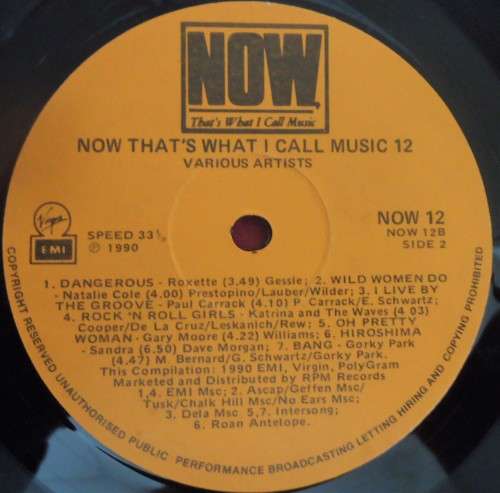 NOW
That's What I Call Music
NOW THAT'S WHAT I CALL MUSIC 12
VARIOUS ARTISTS
Virgin
EMI
SPEED 33⅓
℗ 1990
NOW 12
NOW 12B
SIDE 2
1. DANGEROUS - Roxette (3.49) Gessle; 2. WILD WOMEN DO
- Natalie Cole (4.00) Prestopino/Lauber/Wilder; 3. I LIVE BY
THE GROOVE - Paul Carrack (4.10) P. Carrack/E. Schwartz;
4. ROCK 'N ROLL GIRLS - Katrina and The Waves (4 03)
Cooper/De La Cruz/Leskanich/Rew; 5. OH PRETTY
WOMAN - Gary Moore (4.22) Williams; 6. HIROSHIMA
- Sandra (6.50) Dave Morgan; 7. BANG - Gorky Park
(4.47) M. Bernard/G. Schwartz/Gorky Park.
This Compilation: 1990 EMI, Virgin, PolyGram
Marketed and Distributed by RPM Records
1,4. EMI Msc; 2. Ascap/Geffen Msc/
Tusk/Chalk Hill Msc/No Ears Msc;
3. Dela Msc 5,7. Intersong;
6. Roan Antelope.
COPYRIGHT RESERVED UNAUTHORISED PUBLIC PERFORMANCE BROADCASTING LETTING HIRING AND COPYING PROHIBITED